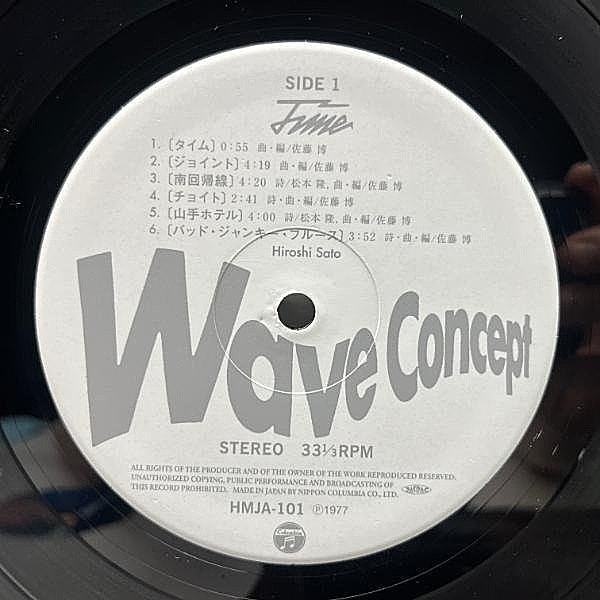 SIDE 1
Time
1. 〔タイム〕 0:55 曲・編/佐藤 博
2. 〔ジョイント〕 4:19 曲・編/佐藤 博
3. 〔南回帰線〕 4:20 詩/松本 隆, 曲・編/佐藤 博
4. 〔チョイト〕 2:41 詩・曲・編/佐藤 博
5. 〔山手ホテル〕 4:00 詩/松本 隆, 曲・編/佐藤 博
6. 〔バッド・ジャンキー・ブルース〕 3:52 詩・曲・編/佐藤 博
Hiroshi Sato
Wave Concept
STEREO 33⅓RPM
ALL RIGHTS OF THE PRODUCER AND OF THE OWNER OF THE WORK REPRODUCED RESERVED.
UNAUTHORIZED COPYING, PUBLIC PERFORMANCE AND BROADCASTING OF
THIS RECORD PROHIBITED. MADE IN JAPAN BY NIPPON COLUMBIA CO., LTD.
HMJA-101 Ⓟ1977
Columbia